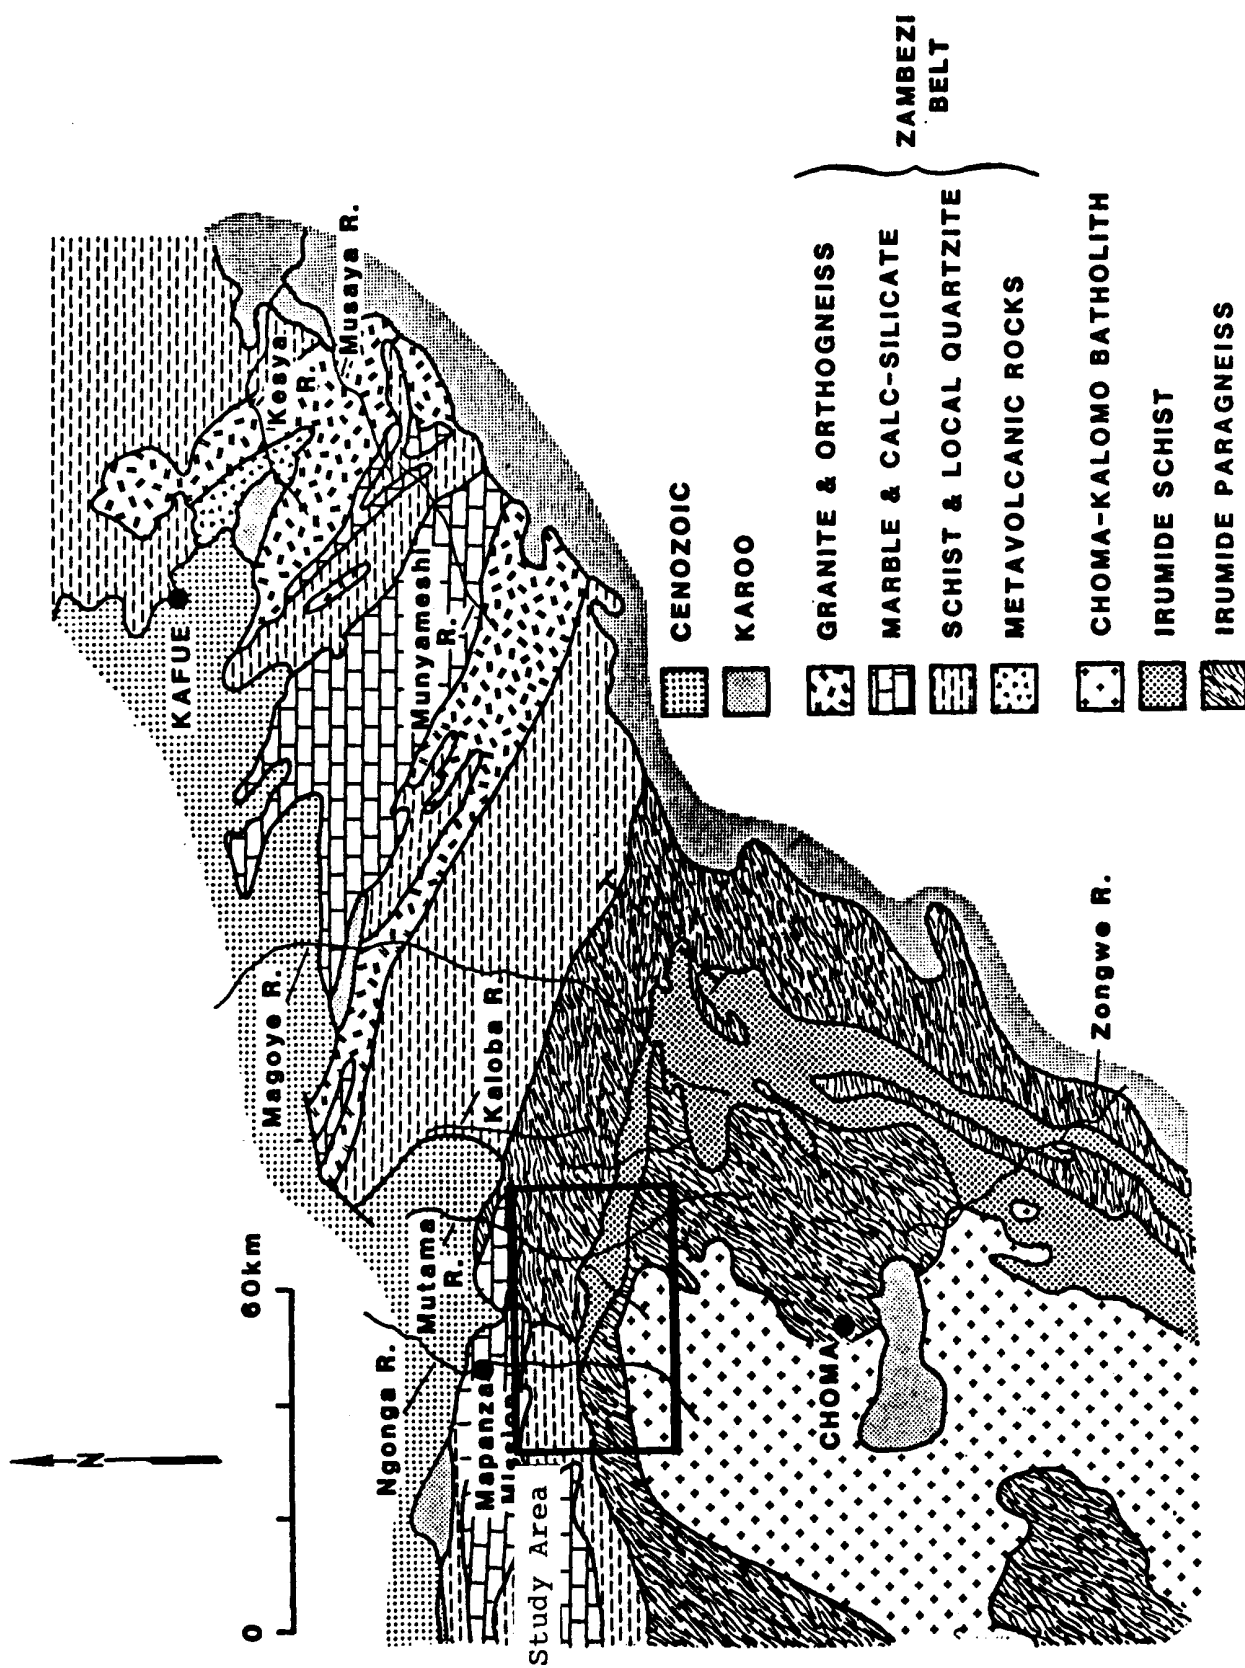 N
0 60km
KAFUE
Kesya
R.
Musaya R.
Magoye R.
Munyameshi
R.
Ngonga R.
Mutama
R.
Kaloba R.
Mapanza
Study Area
CHOMA
Zongwe R.
CENOZOIC
KAROO
GRANITE & ORTHOGNEISS
MARBLE & CALC-SILICATE
SCHIST & LOCAL QUARTZITE
METAVOLCANIC ROCKS
ZAMBEZI
BELT
CHOMA-KALOMO BATHOLITH
IRUMIDE SCHIST
IRUMIDE PARAGNEISS